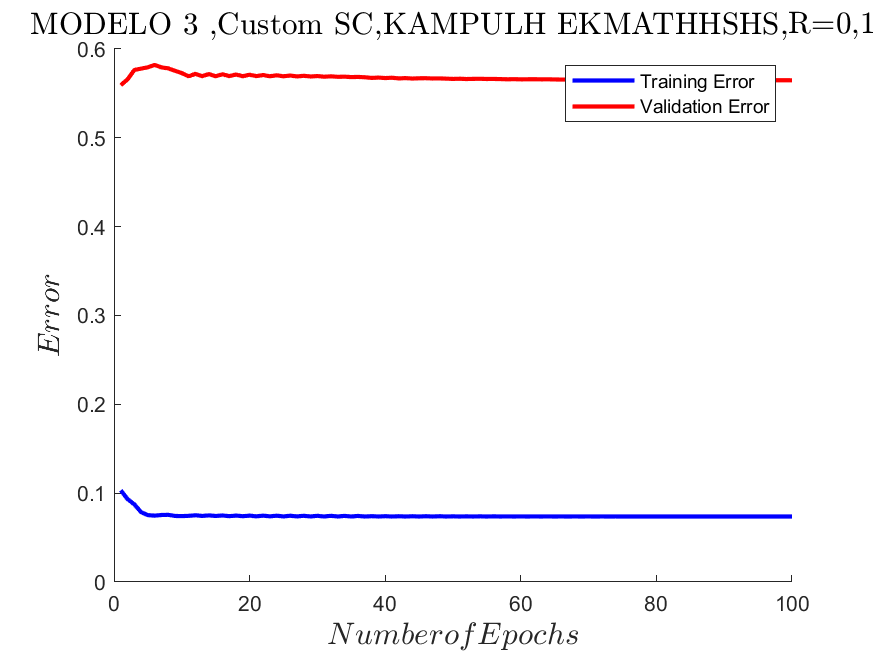 MODELO 3 ,Custom SC,KAMPULH EKMATHHSHS,R=0,1
0.6
Training Error
Validation Error
0.5
0.4
0.3
Error
0.2
0.1
0
0 20 40 60 80 100
NumberofEpochs